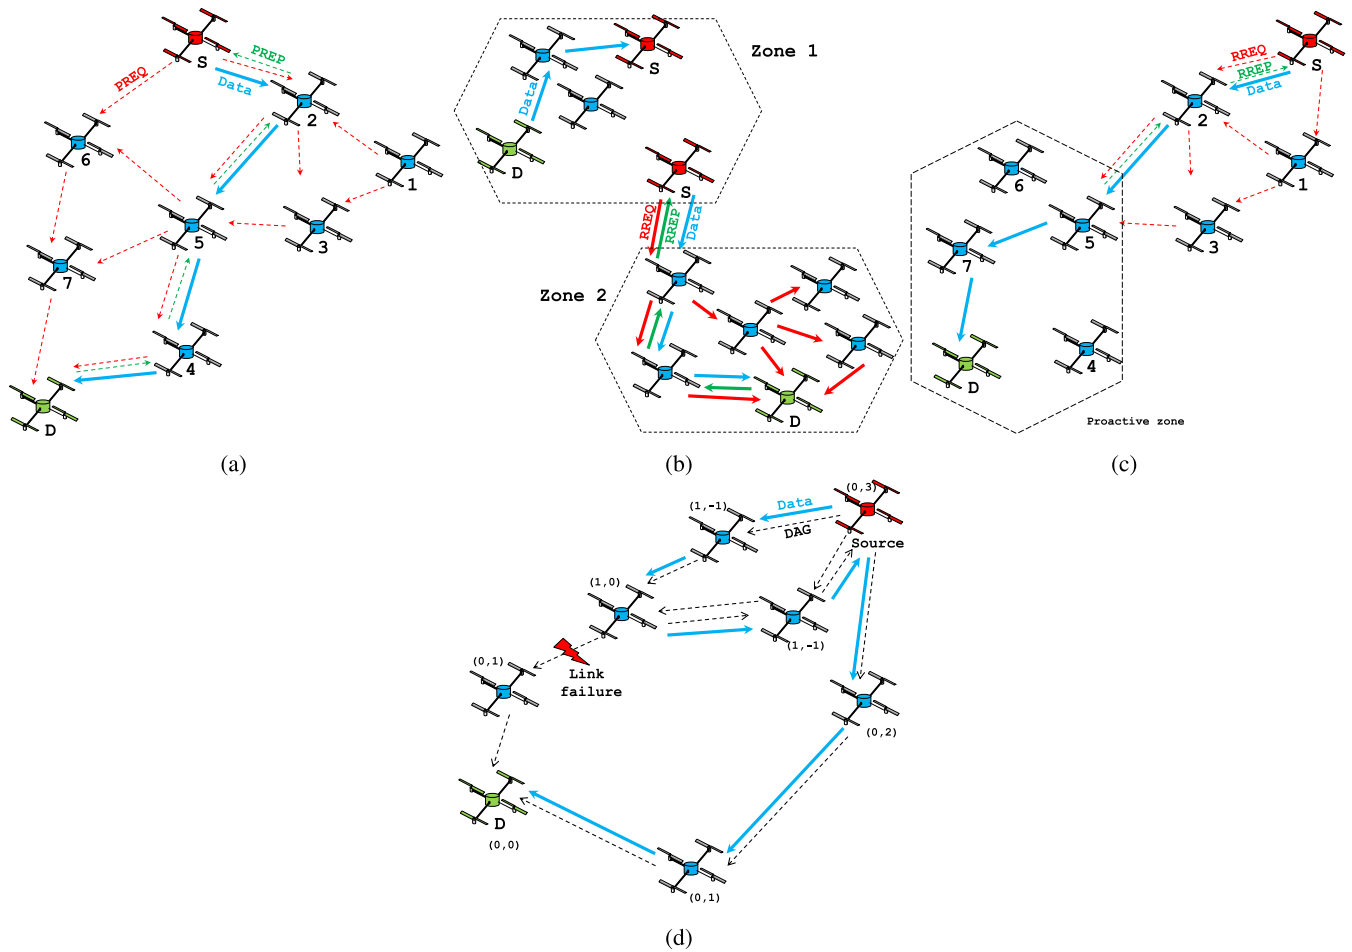 PREQ
S
PREP
Data
2
6
1
5
3
7
4
D
(a)
Zone 1
S
Data
D
S
RREQ
RREP
Data
Zone 2
D
(b)
RREQ
RREP
Data
S
2
6
1
5
3
7
D
4
Proactive zone
(c)
(0,3)
Data
(1,-1)
DAG
Source
(1,0)
(1,-1)
(0,1)
Link
failure
(0,2)
D
(0,0)
(0,1)
(d)